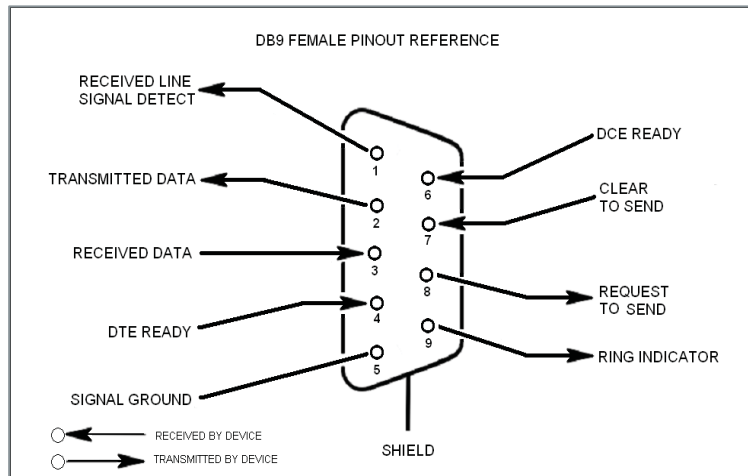 DB9 FEMALE PINOUT REFERENCE
RECEIVED LINE
SIGNAL DETECT
TRANSMITTED DATA
RECEIVED DATA
DTE READY
SIGNAL GROUND
1
2
3
4
5
6
7
8
9
DCE READY
CLEAR
TO SEND
REQUEST
TO SEND
RING INDICATOR
SHIELD
RECEIVED BY DEVICE
TRANSMITTED BY DEVICE